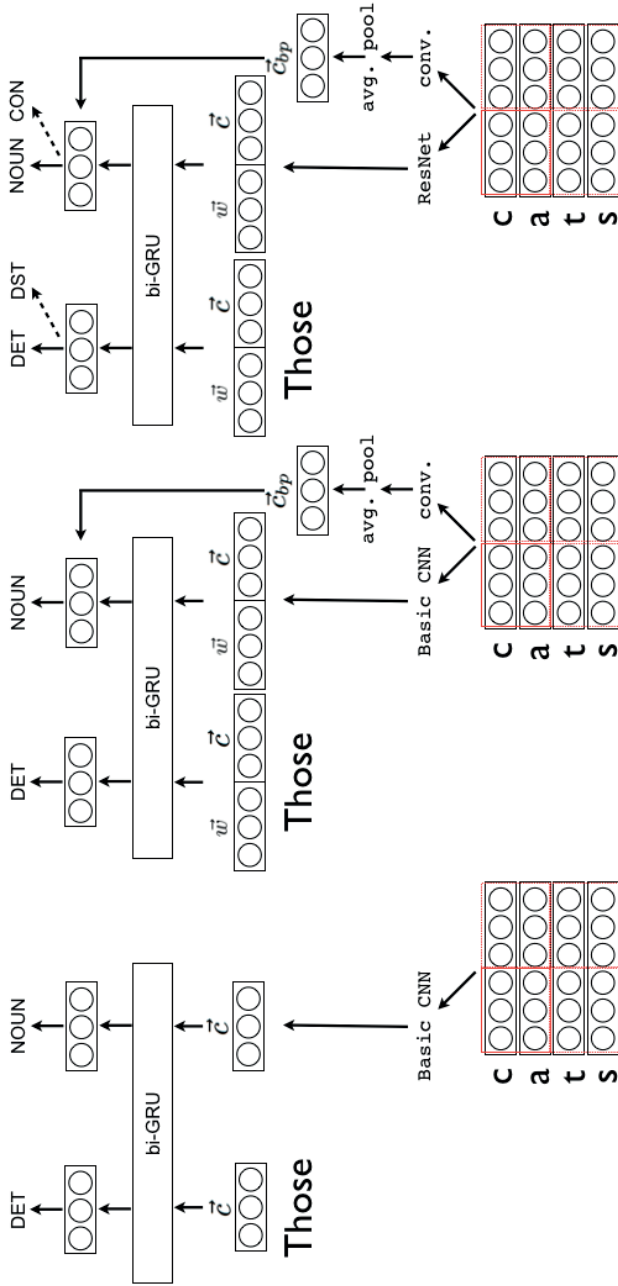 DET NOUN
bi-GRU
c⃗ c⃗
Those
Basic CNN
c
a
t
s
DET NOUN
bi-GRU
w⃗ c⃗ w⃗ c⃗
c⃗bp
Those
avg. pool
Basic CNN conv.
c
a
t
s
DET DST NOUN CON
bi-GRU
w⃗ c⃗ w⃗ c⃗
c⃗bp
Those
avg. pool
ResNet conv.
c
a
t
s